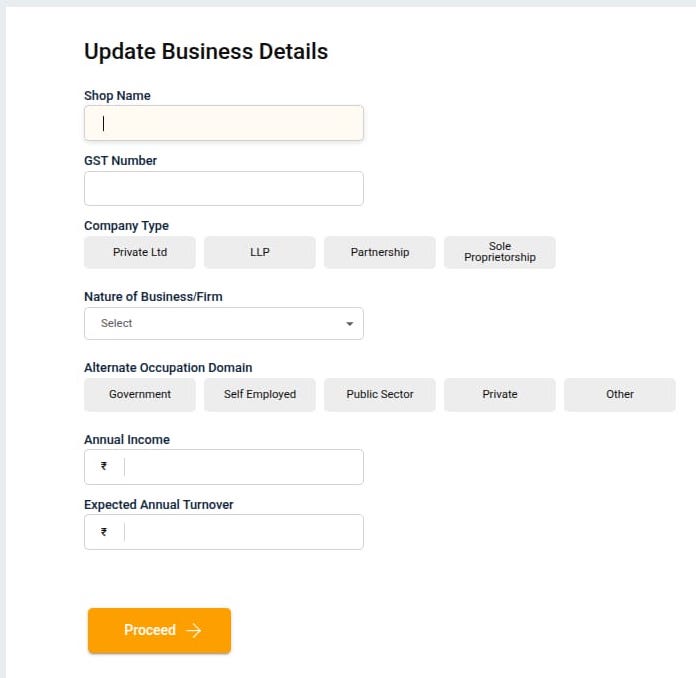 Update Business Details
Shop Name
GST Number
Company Type
Private Ltd LLP Partnership Sole Proprietorship
Nature of Business/Firm
Select
Alternate Occupation Domain
Government Self Employed Public Sector Private Other
Annual Income
₹
Expected Annual Turnover
₹
Proceed →